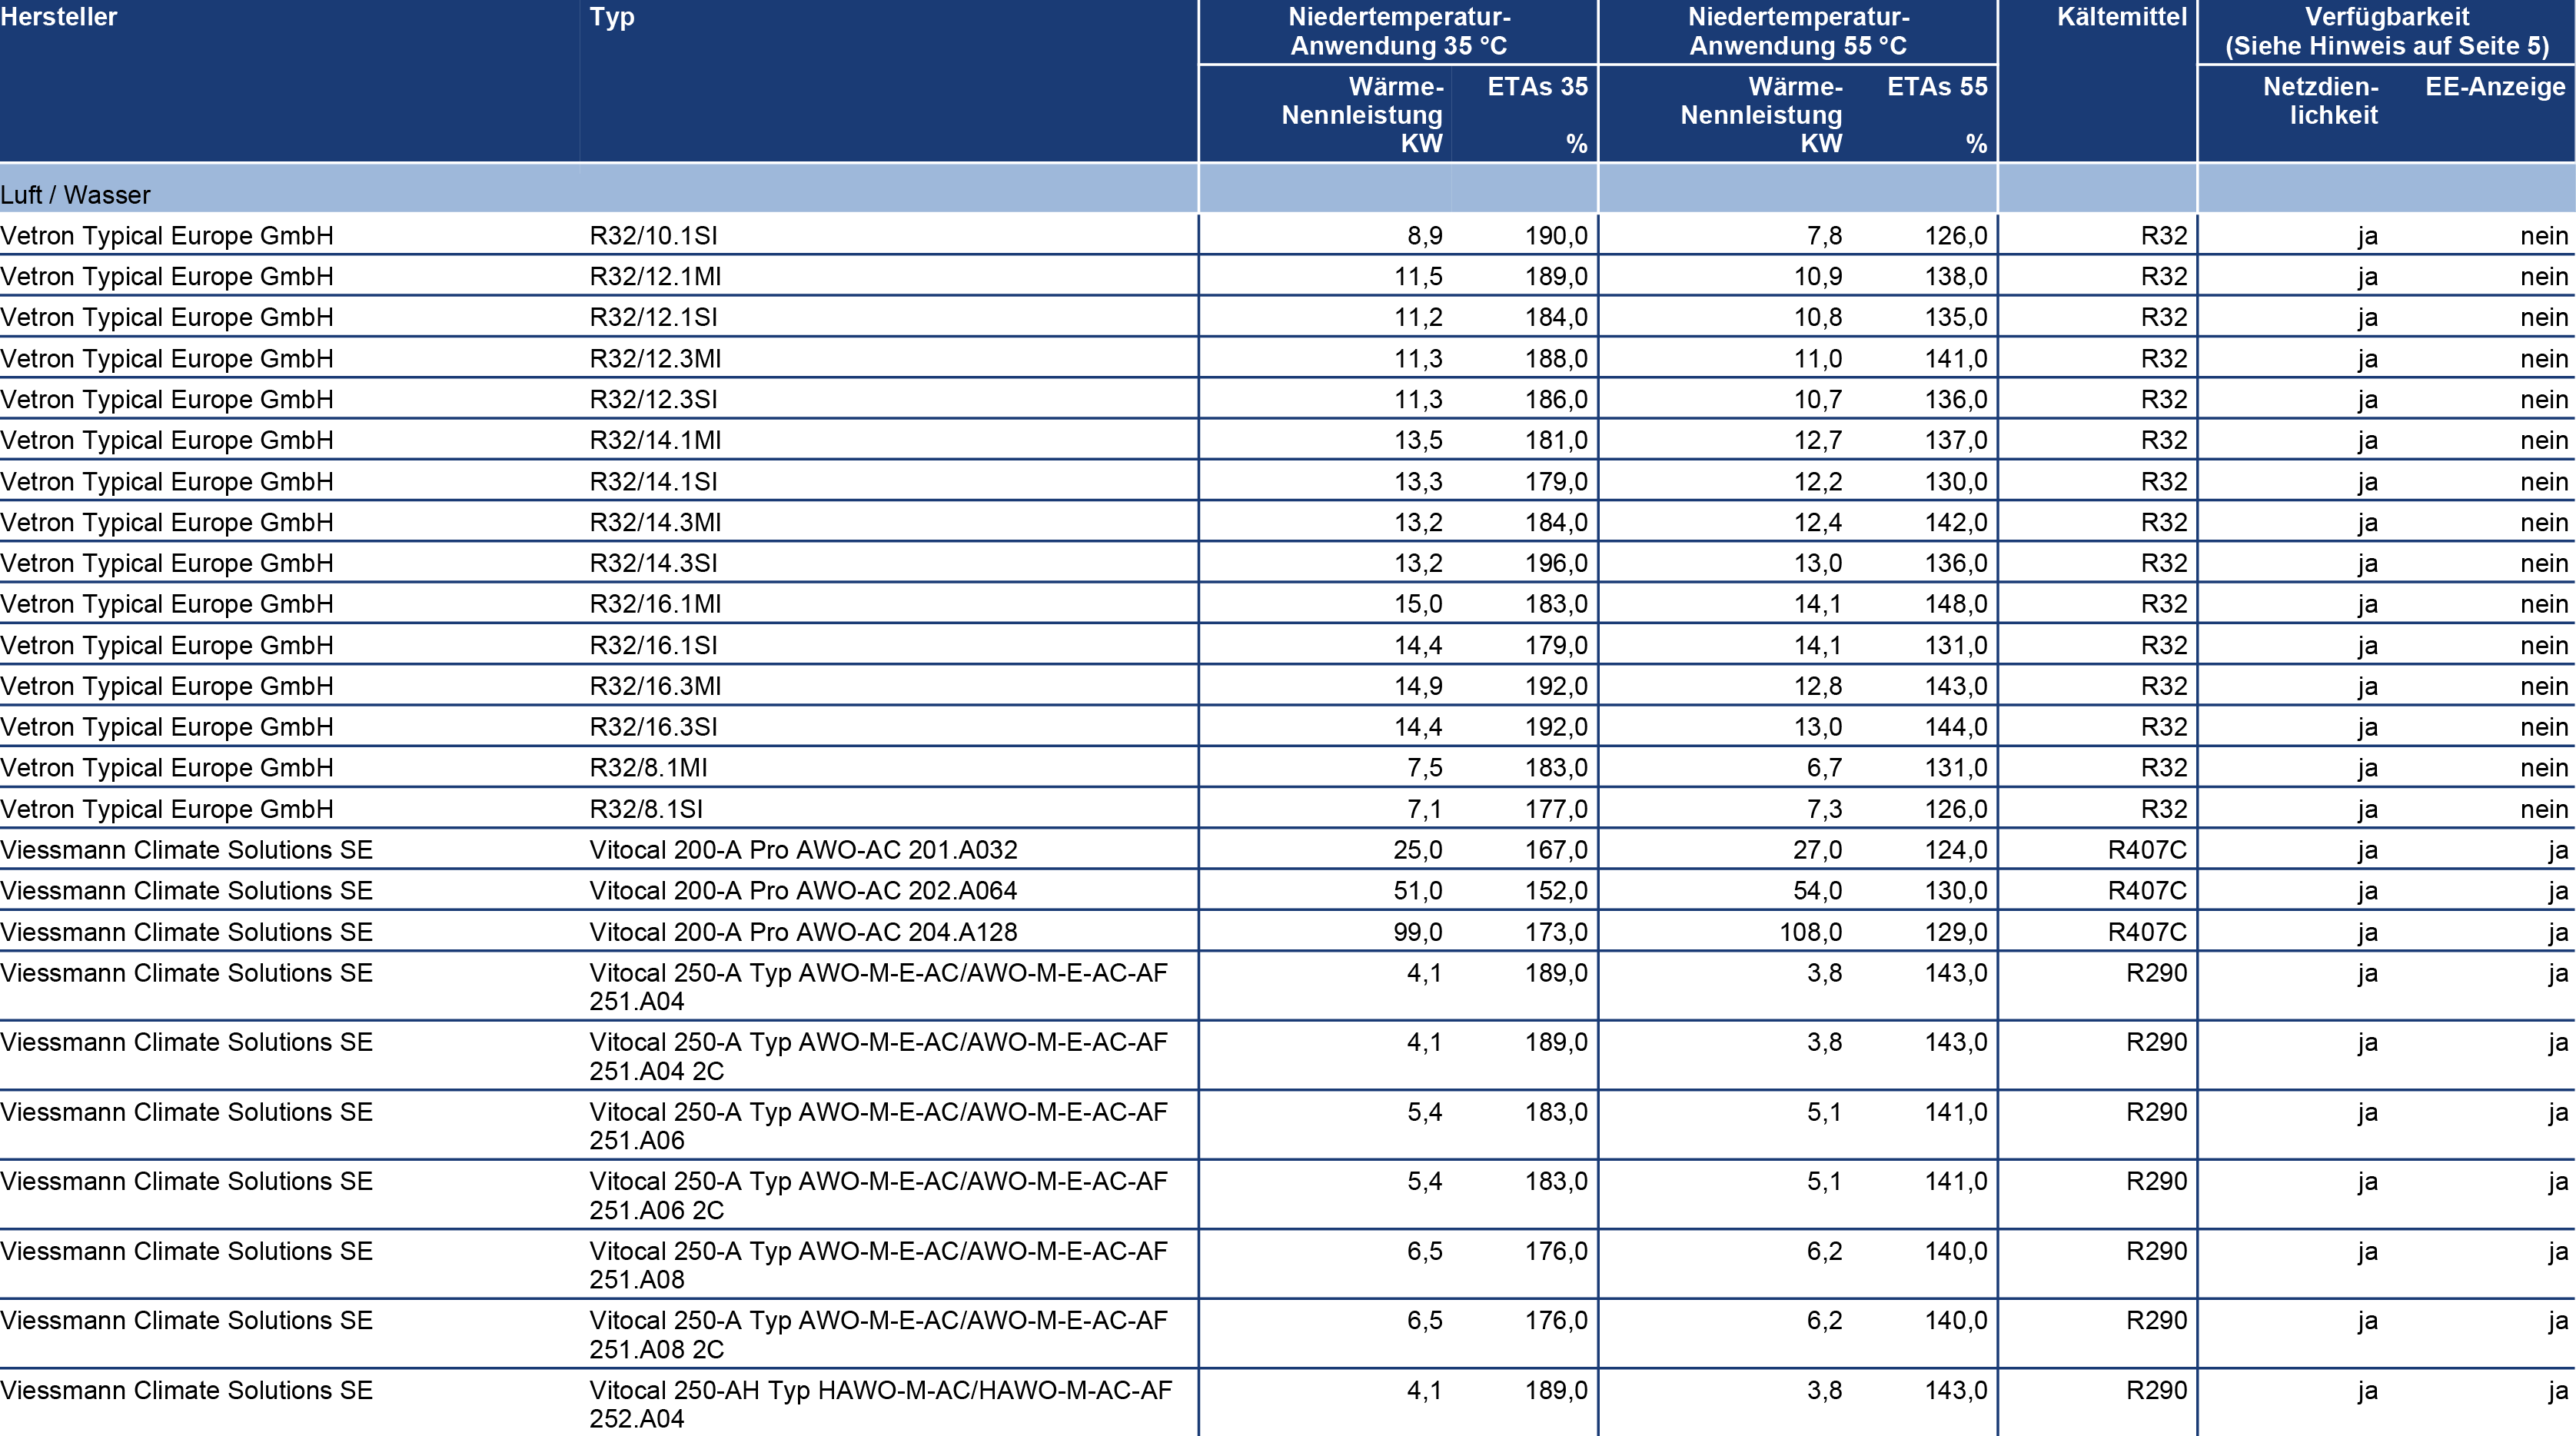 Hersteller Typ Niedertemperatur- Niedertemperatur- Kältemittel Verfügbarkeit
Anwendung 35 °C Anwendung 55 °C (Siehe Hinweis auf Seite 5)
Wärme- ETAs 35 Wärme- ETAs 55 Netzdien- EE-Anzeige
Nennleistung Nennleistung lichkeit
KW % KW %
Luft / Wasser
Vetron Typical Europe GmbH R32/10.1SI 8,9 190,0 7,8 126,0 R32 ja nein
Vetron Typical Europe GmbH R32/12.1MI 11,5 189,0 10,9 138,0 R32 ja nein
Vetron Typical Europe GmbH R32/12.1SI 11,2 184,0 10,8 135,0 R32 ja nein
Vetron Typical Europe GmbH R32/12.3MI 11,3 188,0 11,0 141,0 R32 ja nein
Vetron Typical Europe GmbH R32/12.3SI 11,3 186,0 10,7 136,0 R32 ja nein
Vetron Typical Europe GmbH R32/14.1MI 13,5 181,0 12,7 137,0 R32 ja nein
Vetron Typical Europe GmbH R32/14.1SI 13,3 179,0 12,2 130,0 R32 ja nein
Vetron Typical Europe GmbH R32/14.3MI 13,2 184,0 12,4 142,0 R32 ja nein
Vetron Typical Europe GmbH R32/14.3SI 13,2 196,0 13,0 136,0 R32 ja nein
Vetron Typical Europe GmbH R32/16.1MI 15,0 183,0 14,1 148,0 R32 ja nein
Vetron Typical Europe GmbH R32/16.1SI 14,4 179,0 14,1 131,0 R32 ja nein
Vetron Typical Europe GmbH R32/16.3MI 14,9 192,0 12,8 143,0 R32 ja nein
Vetron Typical Europe GmbH R32/16.3SI 14,4 192,0 13,0 144,0 R32 ja nein
Vetron Typical Europe GmbH R32/8.1MI 7,5 183,0 6,7 131,0 R32 ja nein
Vetron Typical Europe GmbH R32/8.1SI 7,1 177,0 7,3 126,0 R32 ja nein
Viessmann Climate Solutions SE Vitocal 200-A Pro AWO-AC 201.A032 25,0 167,0 27,0 124,0 R407C ja ja
Viessmann Climate Solutions SE Vitocal 200-A Pro AWO-AC 202.A064 51,0 152,0 54,0 130,0 R407C ja ja
Viessmann Climate Solutions SE Vitocal 200-A Pro AWO-AC 204.A128 99,0 173,0 108,0 129,0 R407C ja ja
Viessmann Climate Solutions SE Vitocal 250-A Typ AWO-M-E-AC/AWO-M-E-AC-AF 4,1 189,0 3,8 143,0 R290 ja ja
251.A04
Viessmann Climate Solutions SE Vitocal 250-A Typ AWO-M-E-AC/AWO-M-E-AC-AF 4,1 189,0 3,8 143,0 R290 ja ja
251.A04 2C
Viessmann Climate Solutions SE Vitocal 250-A Typ AWO-M-E-AC/AWO-M-E-AC-AF 5,4 183,0 5,1 141,0 R290 ja ja
251.A06
Viessmann Climate Solutions SE Vitocal 250-A Typ AWO-M-E-AC/AWO-M-E-AC-AF 5,4 183,0 5,1 141,0 R290 ja ja
251.A06 2C
Viessmann Climate Solutions SE Vitocal 250-A Typ AWO-M-E-AC/AWO-M-E-AC-AF 6,5 176,0 6,2 140,0 R290 ja ja
251.A08
Viessmann Climate Solutions SE Vitocal 250-A Typ AWO-M-E-AC/AWO-M-E-AC-AF 6,5 176,0 6,2 140,0 R290 ja ja
251.A08 2C
Viessmann Climate Solutions SE Vitocal 250-AH Typ HAWO-M-AC/HAWO-M-AC-AF 4,1 189,0 3,8 143,0 R290 ja ja
252.A04